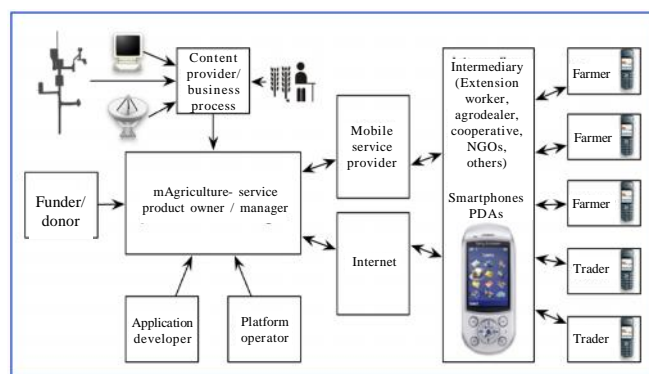 Content
provider/
business
process
Intermediary
(Extension
worker,
agrodealer,
cooperative,
NGOs,
others)
Smartphones
PDAs
Farmer
Farmer
Farmer
Trader
Trader
Mobile
service
provider
Internet
mAgriculture- service
product owner / manager
Funder/
donor
Application
developer
Platform
operator